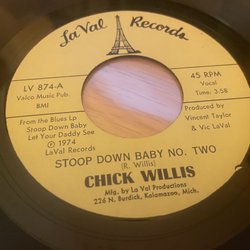 La Val Records
LV 874-A
Valco Music Pub.
BMI
45 RPM
Vocal
Time: 3:58
From the Blues Lp
Stoop Down Baby
Let Your Daddy See
© 1974
LaVal Records
Produced by
Vincent Taylor
& Vic LaVal
STOOP DOWN BABY NO. TWO
(R. Willis)
CHICK WILLIS
Mfg. by La Val Productions
226 N. Burdick, Kalamazoo, Mich.